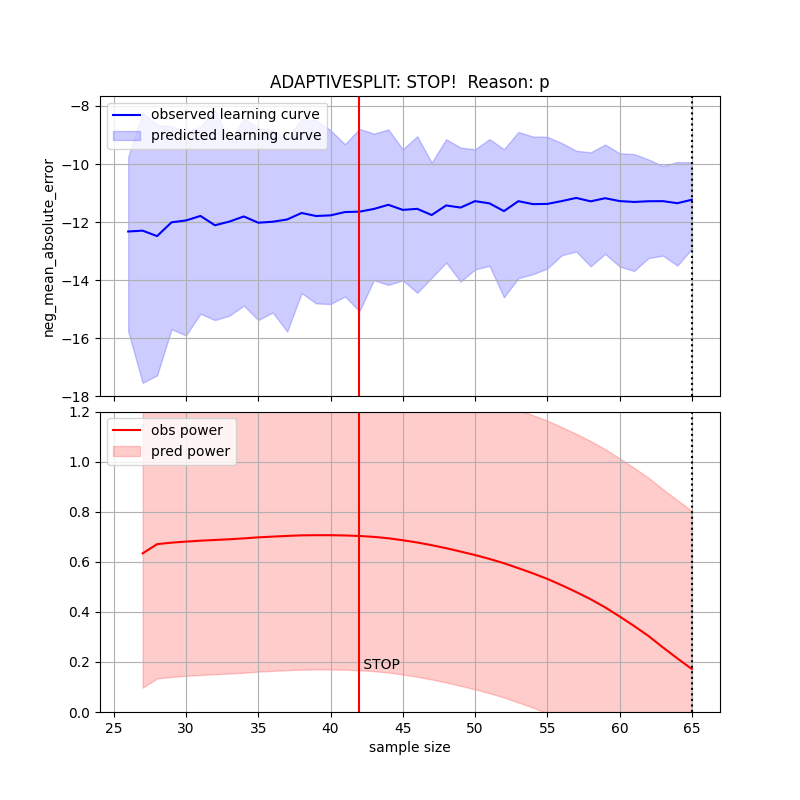 ADAPTIVESPLIT: STOP!  Reason: p
observed learning curve
predicted learning curve
neg_mean_absolute_error
−8
−10
−12
−14
−16
−18
obs power
pred power
1.2
1.0
0.8
0.6
0.4
0.2
0.0
STOP
25 30 35 40 45 50 55 60 65
sample size